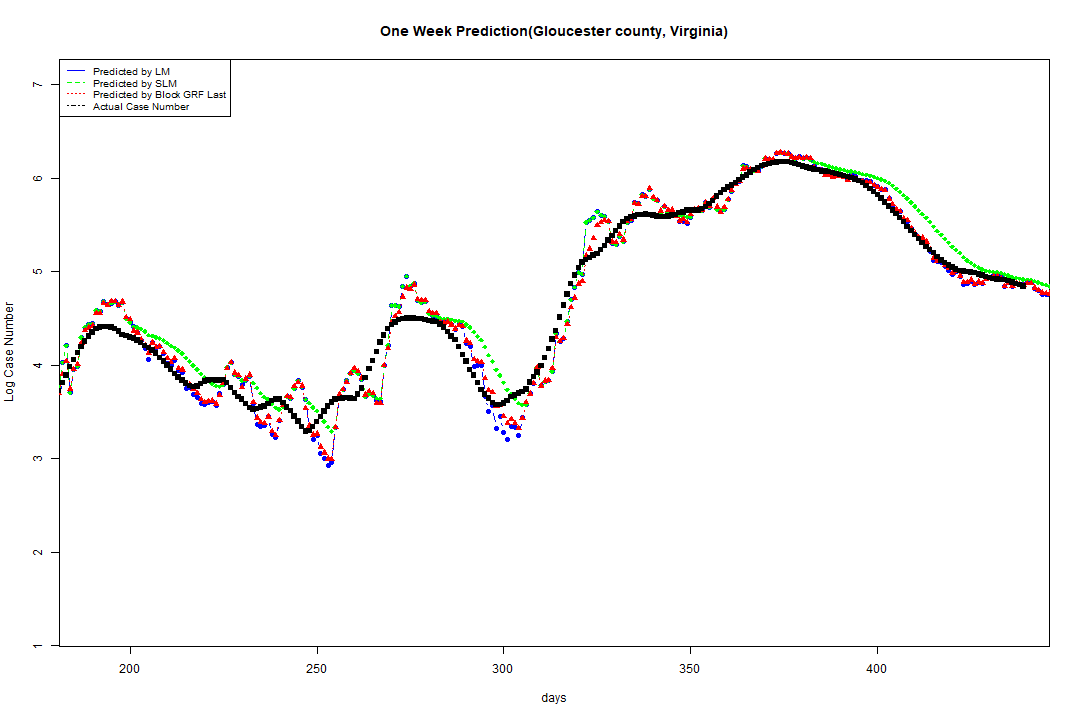 One Week Prediction(Gloucester county, Virginia)
Predicted by LM
Predicted by SLM
Predicted by Block GRF Last
Actual Case Number
7
6
5
4
3
2
1
Log Case Number
200 250 300 350 400
days